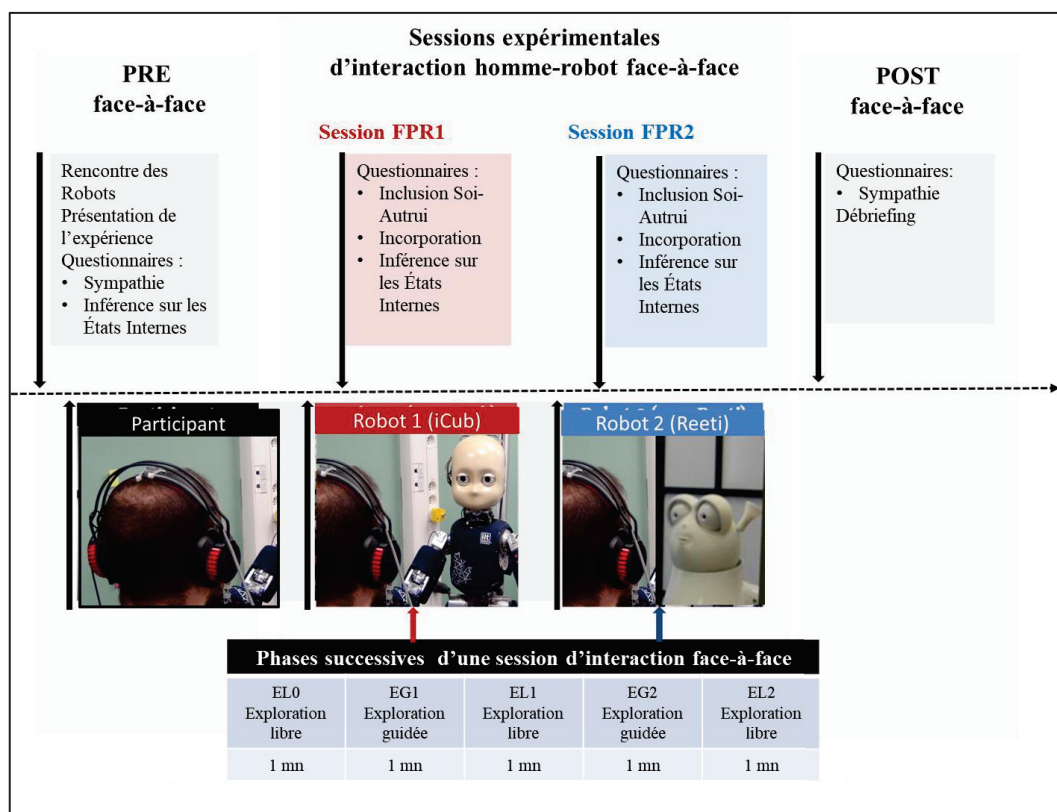 Sessions expérimentales
d'interaction homme-robot face-à-face
PRE
face-à-face
POST
face-à-face
Session FPR1
Session FPR2
Rencontre des
Robots
Présentation de
l'expérience
Questionnaires :
• Sympathie
• Inférence sur les
États Internes
Questionnaires :
• Inclusion Soi-
Autrui
• Incorporation
• Inférence sur
les États
Internes
Questionnaires :
• Inclusion Soi-
Autrui
• Incorporation
• Inférence sur
les États
Internes
Questionnaires:
• Sympathie
Débriefing
Participant
Robot 1 (iCub)
Robot 2 (Reeti)
Phases successives d'une session d'interaction face-à-face
EL0
Exploration
libre
EG1
Exploration
guidée
EL1
Exploration
libre
EG2
Exploration
guidée
EL2
Exploration
libre
1 mn
1 mn
1 mn
1 mn
1 mn